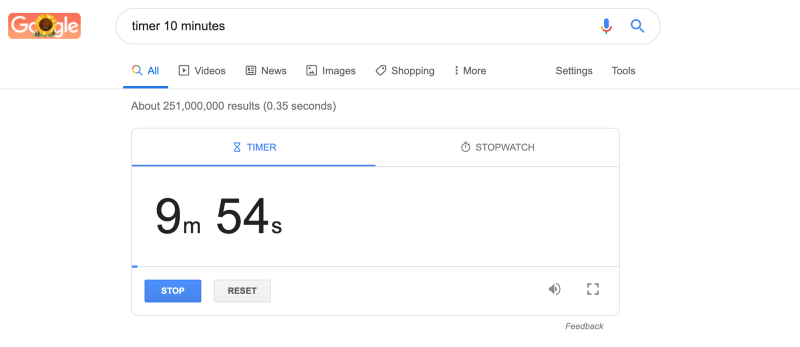 Google
timer 10 minutes
All Videos News Images Shopping More Settings Tools
About 251,000,000 results (0.35 seconds)
TIMER STOPWATCH
9m 54s
STOP RESET
Feedback